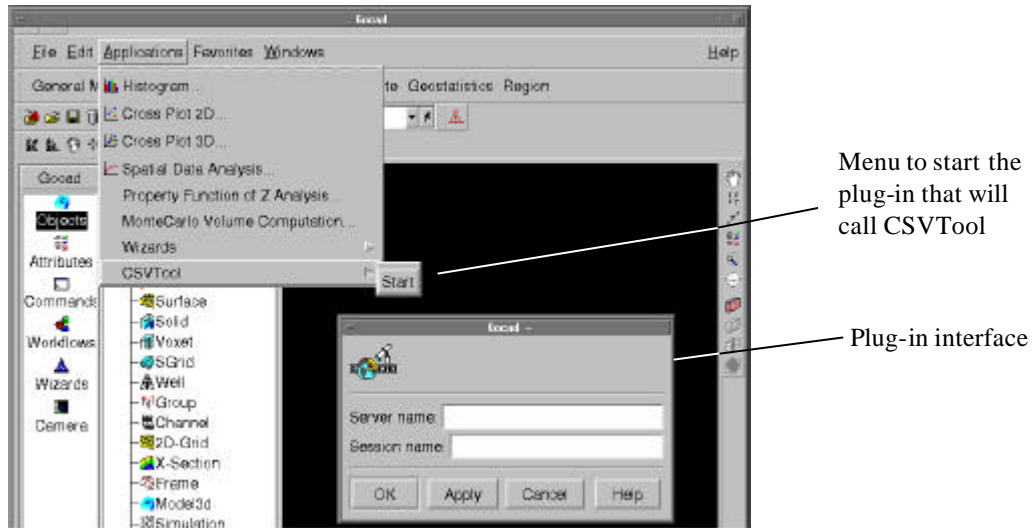 Gocad
File Edit Applications Favorites Windows Help
General M
te Geostatistics Region
Histogram...
Cross Plot 2D...
Cross Plot 3D...
Spatial Data Analysis...
Property Function of Z Analysis...
MonteCarlo Volume Computation...
Wizards
CSVTool
Start
Gocad
Objects
Attributes
Commands
Workflows
Wizards
Camera
Surface
Solid
Voxet
SGrid
Well
Group
Channel
2D-Grid
X-Section
Frame
Model3d
Simulation
Gocad -
Server name:
Session name:
OK Apply Cancel Help
Menu to start the
plug-in that will
call CSVTool
Plug-in interface